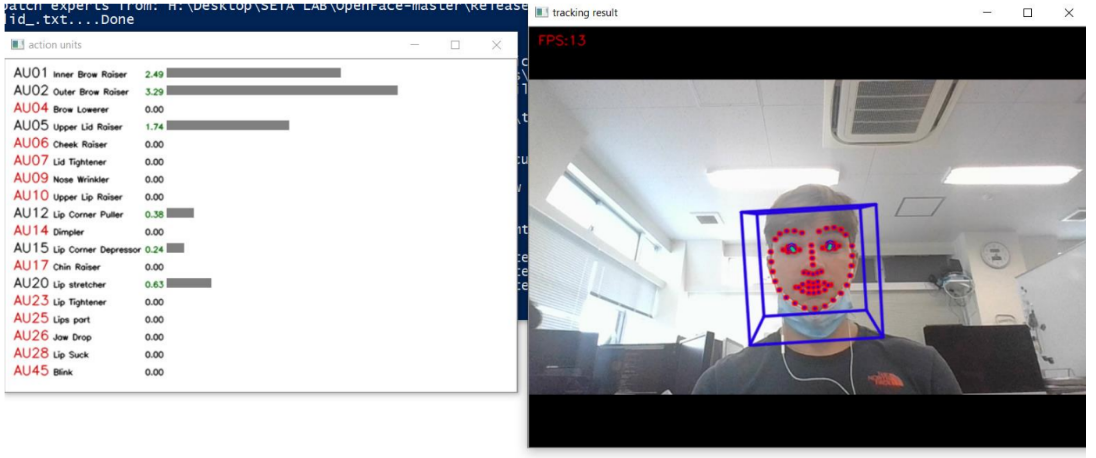 patch experts from: H:\Desktop\SETA LAB\OpenFace-master\Release
lid_.txt....Done
action units
AU01 Inner Brow Raiser 2.49
AU02 Outer Brow Raiser 3.29
AU04 Brow Lowerer 0.00
AU05 Upper Lid Raiser 1.74
AU06 Cheek Raiser 0.00
AU07 Lid Tightener 0.00
AU09 Nose Wrinkler 0.00
AU10 Upper Lip Raiser 0.00
AU12 Lip Corner Puller 0.38
AU14 Dimpler 0.00
AU15 Lip Corner Depressor 0.24
AU17 Chin Raiser 0.00
AU20 Lip stretcher 0.63
AU23 Lip Tightener 0.00
AU25 Lips part 0.00
AU26 Jaw Drop 0.00
AU28 Lip Suck 0.00
AU45 Blink 0.00
tracking result
FPS:13
THE
NORTH
FACE